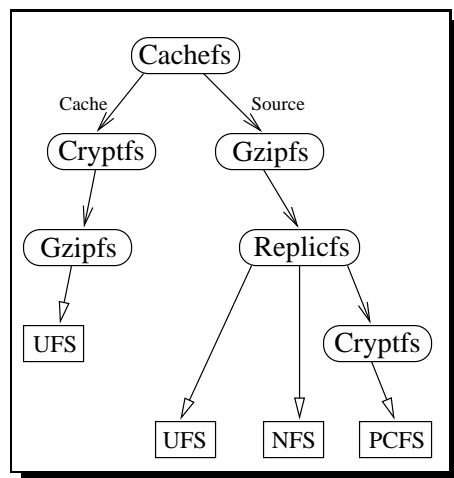 Cachefs
Cache
Source
Cryptfs
Gzipfs
Gzipfs
Replicfs
UFS
Cryptfs
UFS
NFS
PCFS